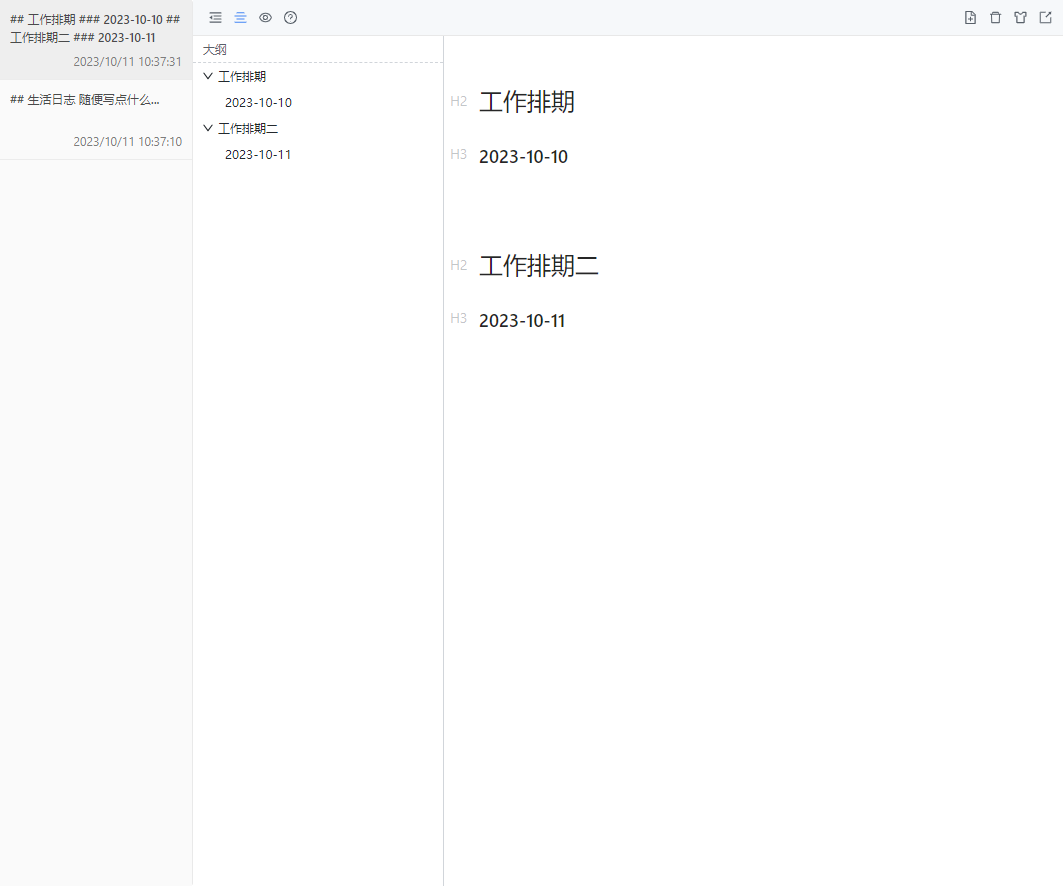 ## 工作排期 ### 2023-10-10 ##
工作排期二 ### 2023-10-11
2023/10/11 10:37:31
## 生活日志 随便写点什么...
2023/10/11 10:37:10
大纲
工作排期
2023-10-10
工作排期二
2023-10-11
H2 工作排期
H3 2023-10-10
H2 工作排期二
H3 2023-10-11